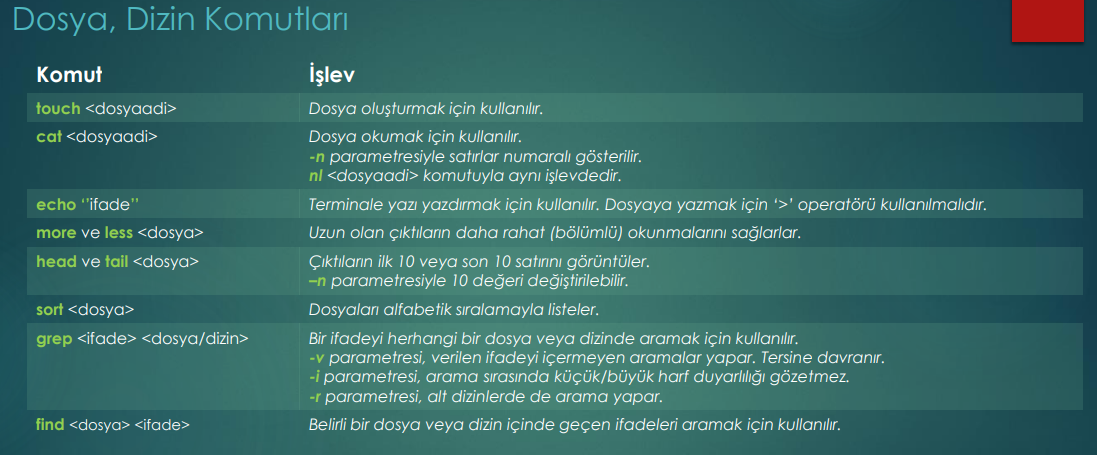 Dosya, Dizin Komutları
Komut İşlev
touch <dosyaadi> Dosya oluşturmak için kullanılır.
cat <dosyaadi> Dosya okumak için kullanılır.
-n parametresiyle satırlar numaralı gösterilir.
nl <dosyaadi> komutuyla aynı işlevdedir.
echo ‘’ifade’’ Terminale yazı yazdırmak için kullanılır. Dosyaya yazmak için ‘>’ operatörü kullanılmalıdır.
more ve less <dosya> Uzun olan çıktıların daha rahat (bölümlü) okunmalarını sağlarlar.
head ve tail <dosya> Çıktıların ilk 10 veya son 10 satırını görüntüler.
–n parametresiyle 10 değeri değiştirilebilir.
sort <dosya> Dosyaları alfabetik sıralamayla listeler.
grep <ifade> <dosya/dizin> Bir ifadeyi herhangi bir dosya veya dizinde aramak için kullanılır.
-v parametresi, verilen ifadeyi içermeyen aramalar yapar. Tersine davranır.
-i parametresi, arama sırasında küçük/büyük harf duyarlılığı gözetmez.
-r parametresi, alt dizinlerde de arama yapar.
find <dosya> <ifade> Belirli bir dosya veya dizin içinde geçen ifadeleri aramak için kullanılır.